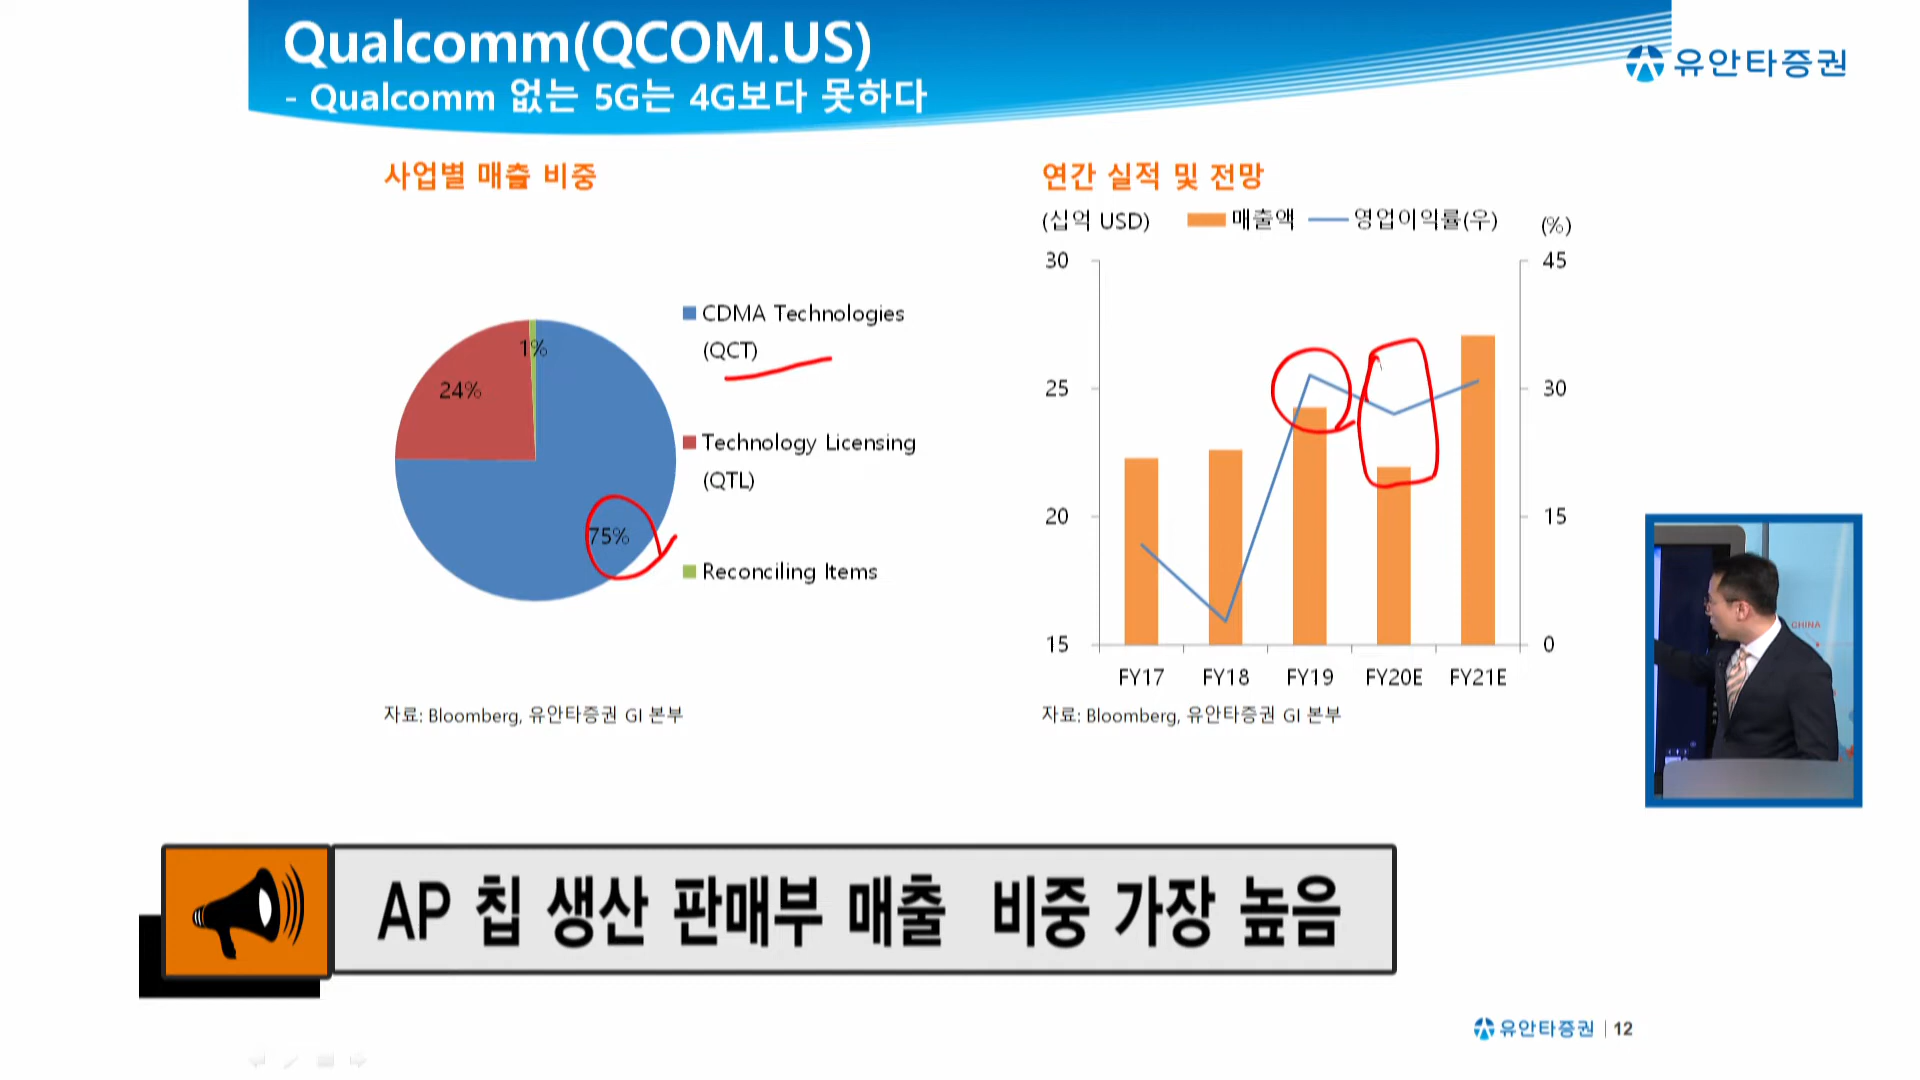 Qualcomm(QCOM.US)
- Qualcomm 없는 5G는 4G보다 못하다
유안타증권
사업별 매출 비중
1%
24%
75%
CDMA Technologies
(QCT)
Technology Licensing
(QTL)
Reconciling Items
자료: Bloomberg, 유안타증권 GI 본부
연간 실적 및 전망
(십억 USD) 매출액 영업이익률(우) (%)
30 45
25 30
20 15
15 0
FY17 FY18 FY19 FY20E FY21E
자료: Bloomberg, 유안타증권 GI 본부
CHINA
AP 칩 생산 판매부 매출 비중 가장 높음
유안타증권 | 12